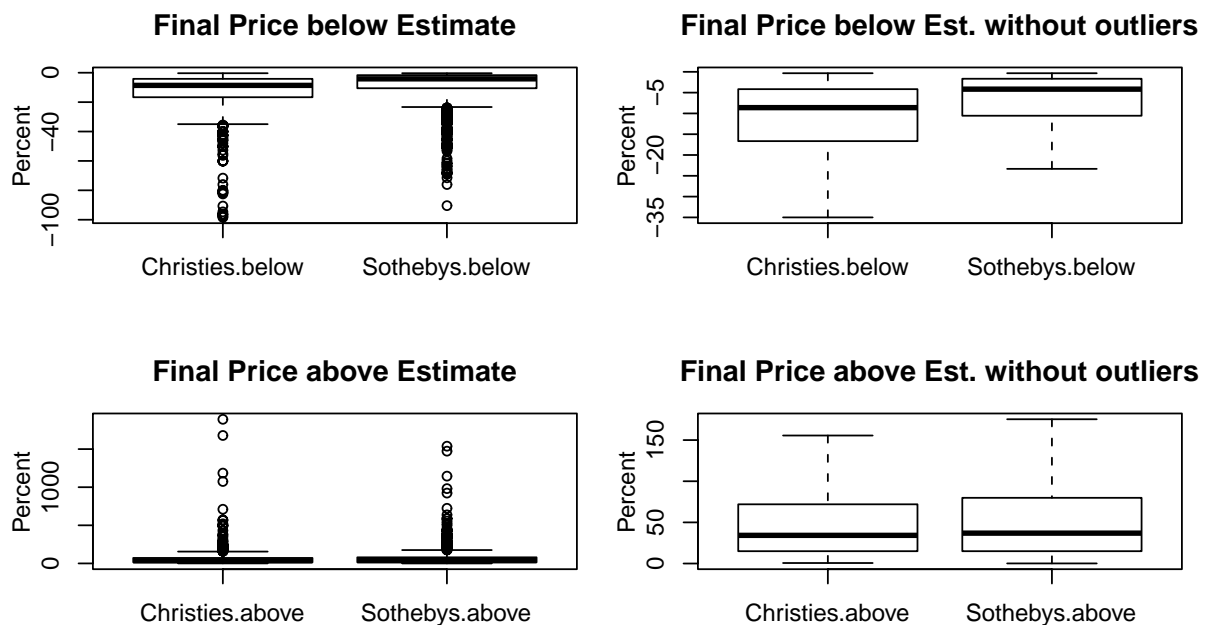 Final Price below Estimate
Percent
0
−40
−100
Christies.below
Sothebys.below
Final Price below Est. without outliers
Percent
−5
−20
−35
Christies.below
Sothebys.below
Final Price above Estimate
Percent
1000
0
Christies.above
Sothebys.above
Final Price above Est. without outliers
Percent
150
50
0
Christies.above
Sothebys.above